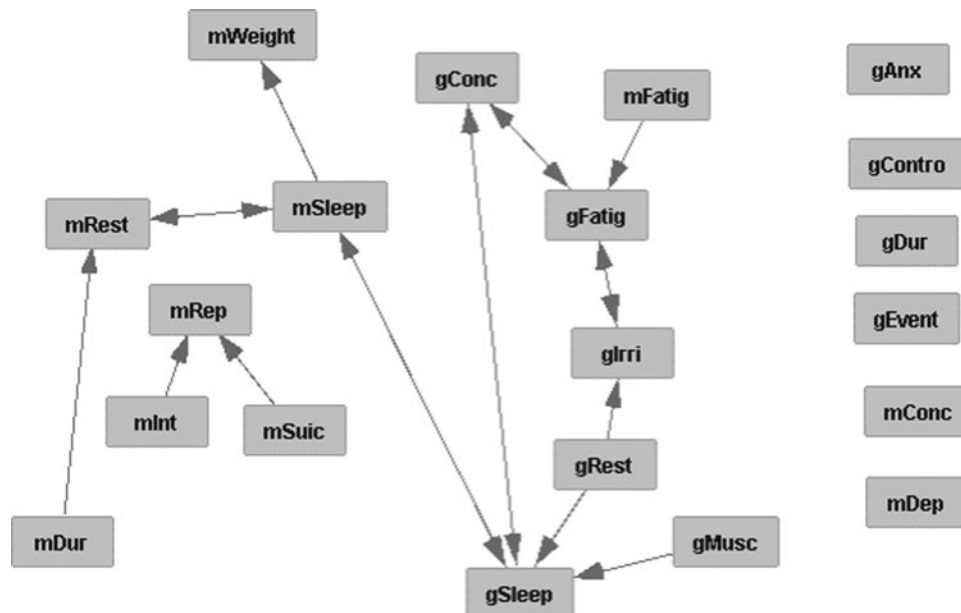 mWeight
gConc
mFatig
gAnx
gContro
mRest
mSleep
gFatig
gDur
mRep
gEvent
gIrri
mInt
mSuic
mConc
gRest
mDep
mDur
gMusc
gSleep